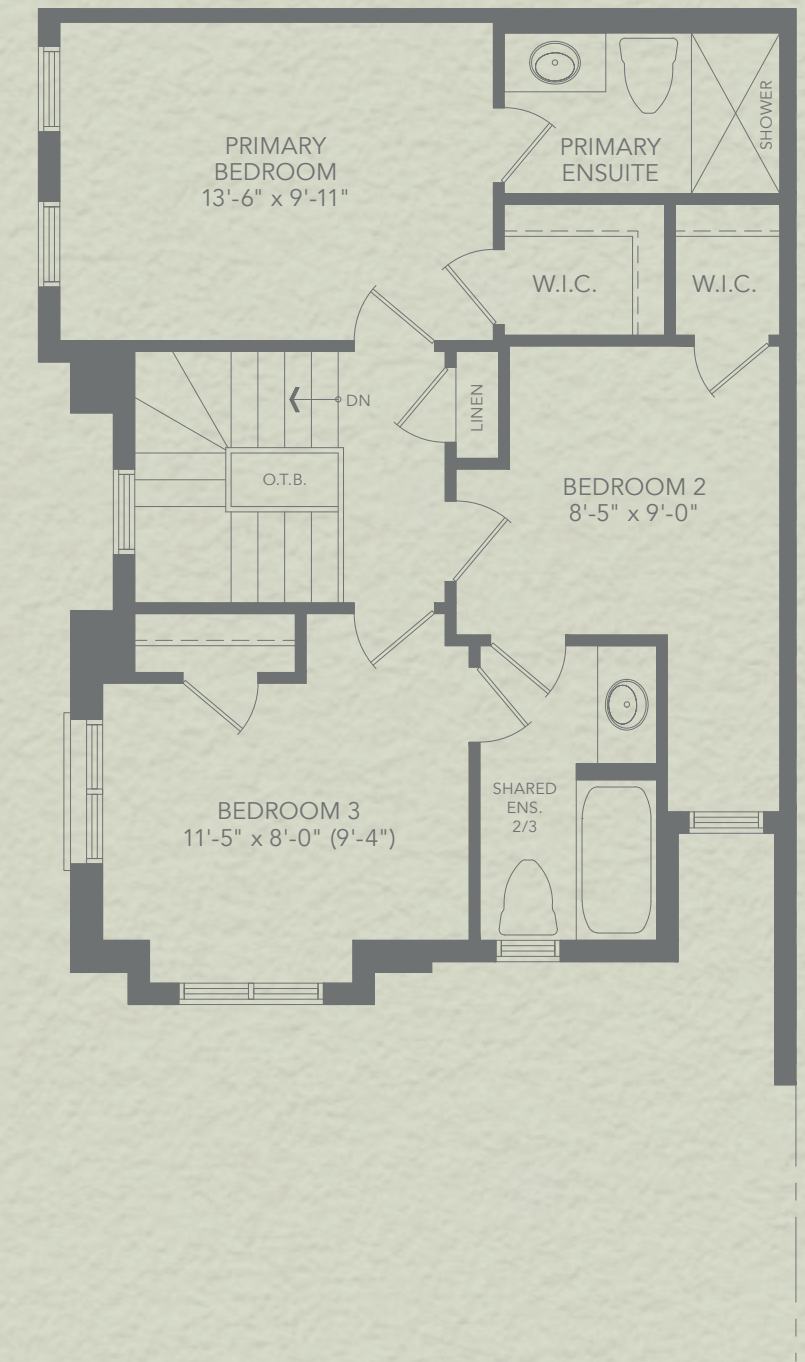 PRIMARY
BEDROOM
13'-6" x 9'-11"
PRIMARY
ENSUITE
SHOWER
W.I.C.
W.I.C.
DN
LINEN
O.T.B.
BEDROOM 2
8'-5" x 9'-0"
BEDROOM 3
11'-5" x 8'-0" (9'-4")
SHARED
ENS.
2/3